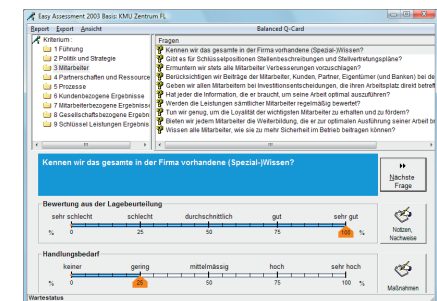 Easy Assessment 2003 Basis: KMU Zentrum FL
Report Export Ansicht
Balanced Q-Card
Kriterium:
1 Führung
2 Politik und Strategie
3 Mitarbeiter
4 Partnerschaften und Ressource
5 Prozesse
6 Kundenbezogene Ergebnisse
7 Mitarbeiterbezogene Ergebnisse
8 Gesellschaftsbezogene Ergebn
9 Schlüssel Leistungen Ergebnis
Fragen
Kennen wir das gesamte in der Firma vorhandene (Spezial-)Wissen?
Gibt es für Schlüsselpositionen Stellenbeschreibungen und Stellvertretungspläne?
Ermuntern wir stets alle Mitarbeiter Verbesserungen vorzuschlagen?
Berücksichtigen wir Beiträge der Mitarbeiter, Kunden, Partner, Eigentümer (und Banken) bei de
Geben wir allen Mitarbeitern bei Investitionsentscheidungen, die ihren Arbeitsplatz direkt betreff
Hat jeder die Information, die er braucht, um seine Arbeit optimal auszuführen?
Werden die Leistungen sämtlicher Mitarbeiter regelmäßig bewertet?
Tun wir genug, um die Loyalität der wichtigsten Mitarbeiter zu erhalten und zu fördern?
Bieten wir jedem Mitarbeiter die Weiterbildung, die er zur optimalen Ausführung seiner Arbeit br
Wissen alle Mitarbeiter, wie sie zu mehr Sicherheit im Betrieb beitragen können?
Kennen wir das gesamte in der Firma vorhandene (Spezial-)Wissen?
Nächste
Frage
Bewertung aus der Lagebeurteilung
sehr schlecht schlecht durchschnittlich gut sehr gut
% 0 25 50 75 100 %
Notizen,
Nachweise
Handlungsbedarf
keiner gering mittelmässig hoch sehr hoch
% 0 25 50 75 100 %
Maßnahmen
Wartestatus